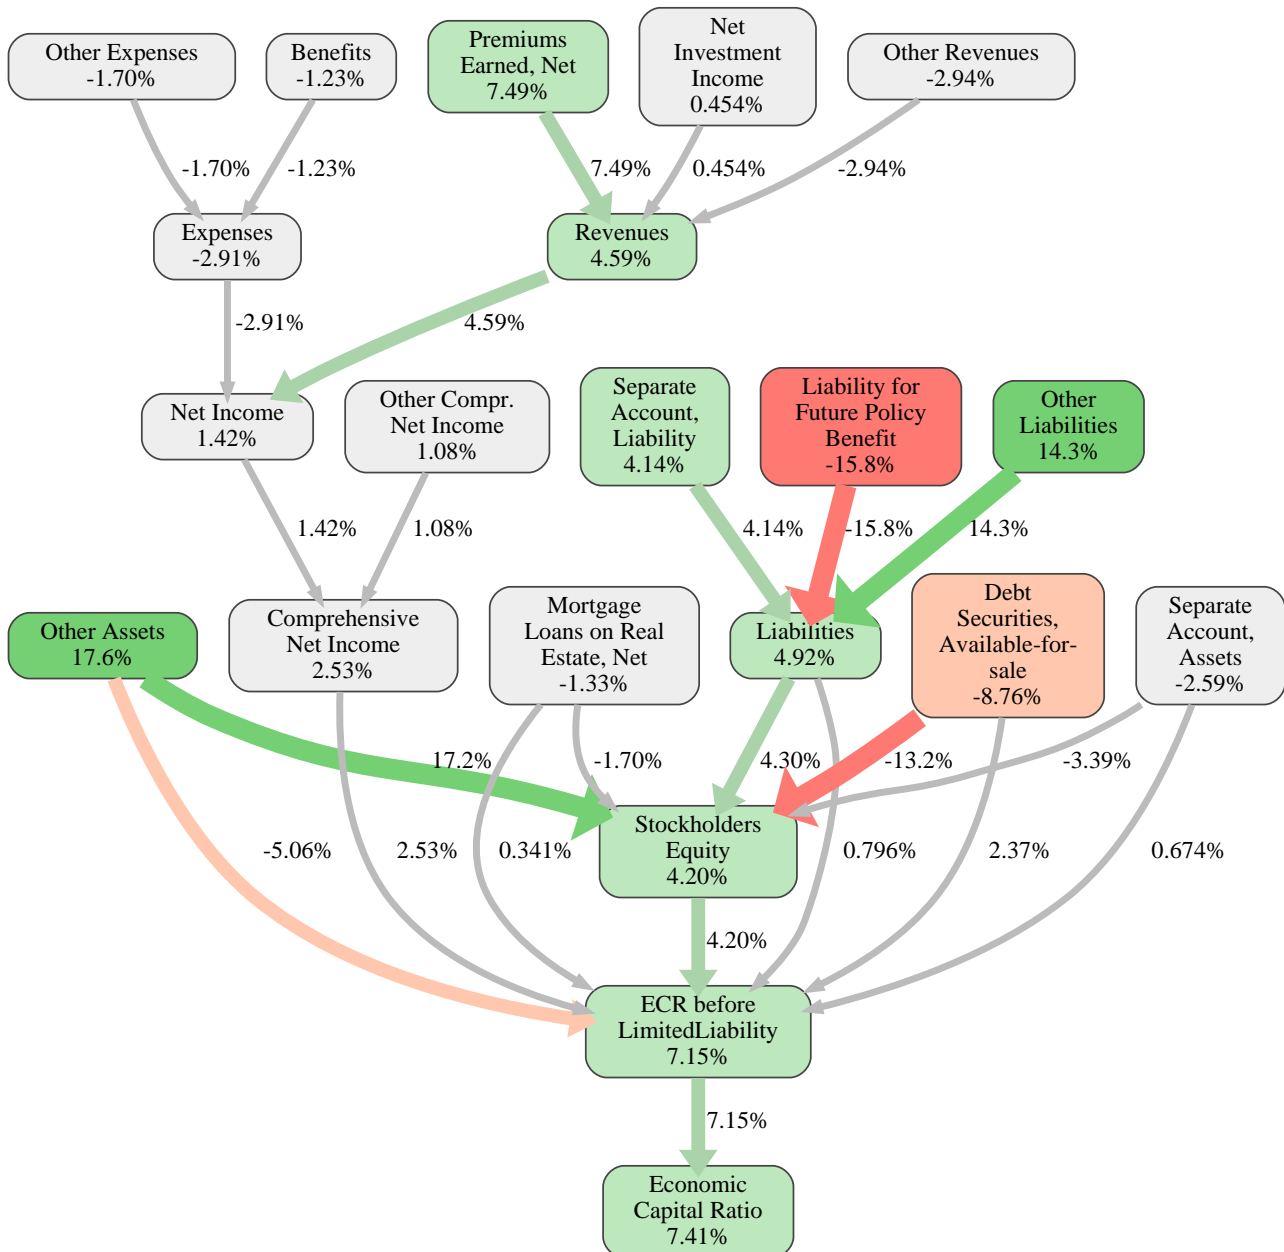 Other Expenses
-1.70%
Benefits
-1.23%
Premiums
Earned, Net
7.49%
Net
Investment
Income
0.454%
Other Revenues
-2.94%
-1.70%
-1.23%
7.49%
0.454%
-2.94%
Expenses
-2.91%
Revenues
4.59%
-2.91%
4.59%
Net Income
1.42%
Other Compr.
Net Income
1.08%
Separate
Account,
Liability
4.14%
Liability for
Future Policy
Benefit
-15.8%
Other
Liabilities
14.3%
1.42%
1.08%
4.14%
-15.8%
14.3%
Other Assets
17.6%
Comprehensive
Net Income
2.53%
Mortgage
Loans on Real
Estate, Net
-1.33%
Liabilities
4.92%
Debt
Securities,
Available-for-
sale
-8.76%
Separate
Account,
Assets
-2.59%
17.2%
-1.70%
4.30%
-13.2%
-3.39%
-5.06%
2.53%
0.341%
Stockholders
Equity
4.20%
0.796%
2.37%
0.674%
4.20%
ECR before
LimitedLiability
7.15%
7.15%
Economic
Capital Ratio
7.41%